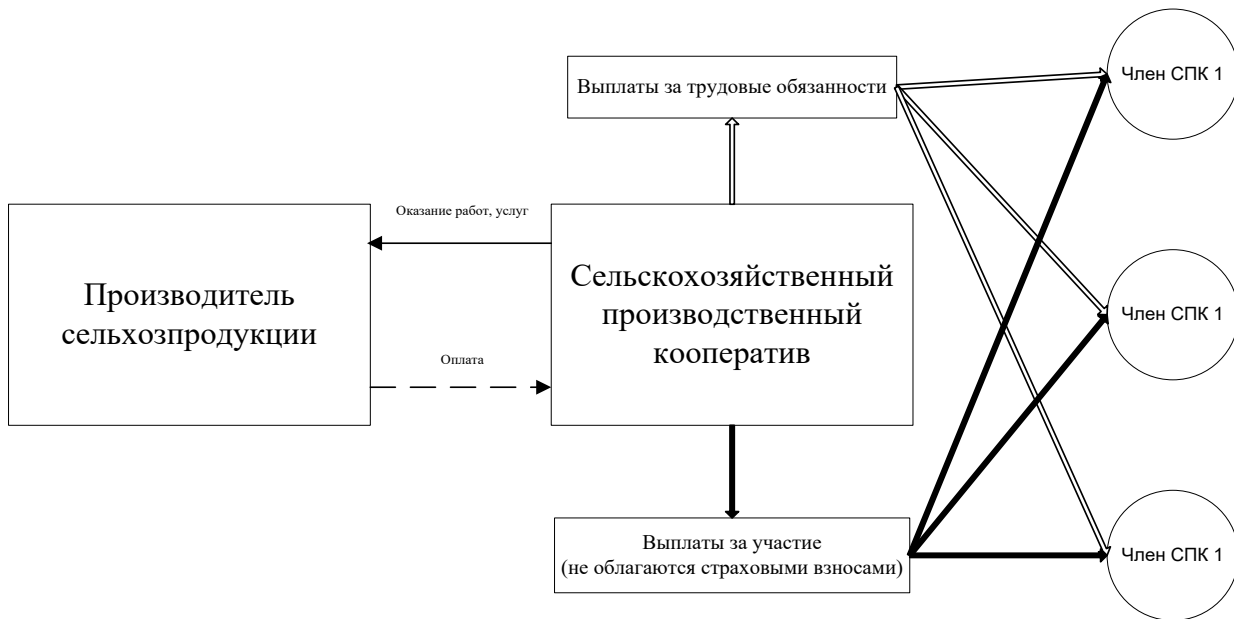 Выплаты за трудовые обязанности
Член СПК 1
Оказание работ, услуг
Производитель
сельхозпродукции
Сельскохозяйственный
производственный
кооператив
Член СПК 1
Оплата
Выплаты за участие
(не облагаются страховыми взносами)
Член СПК 1